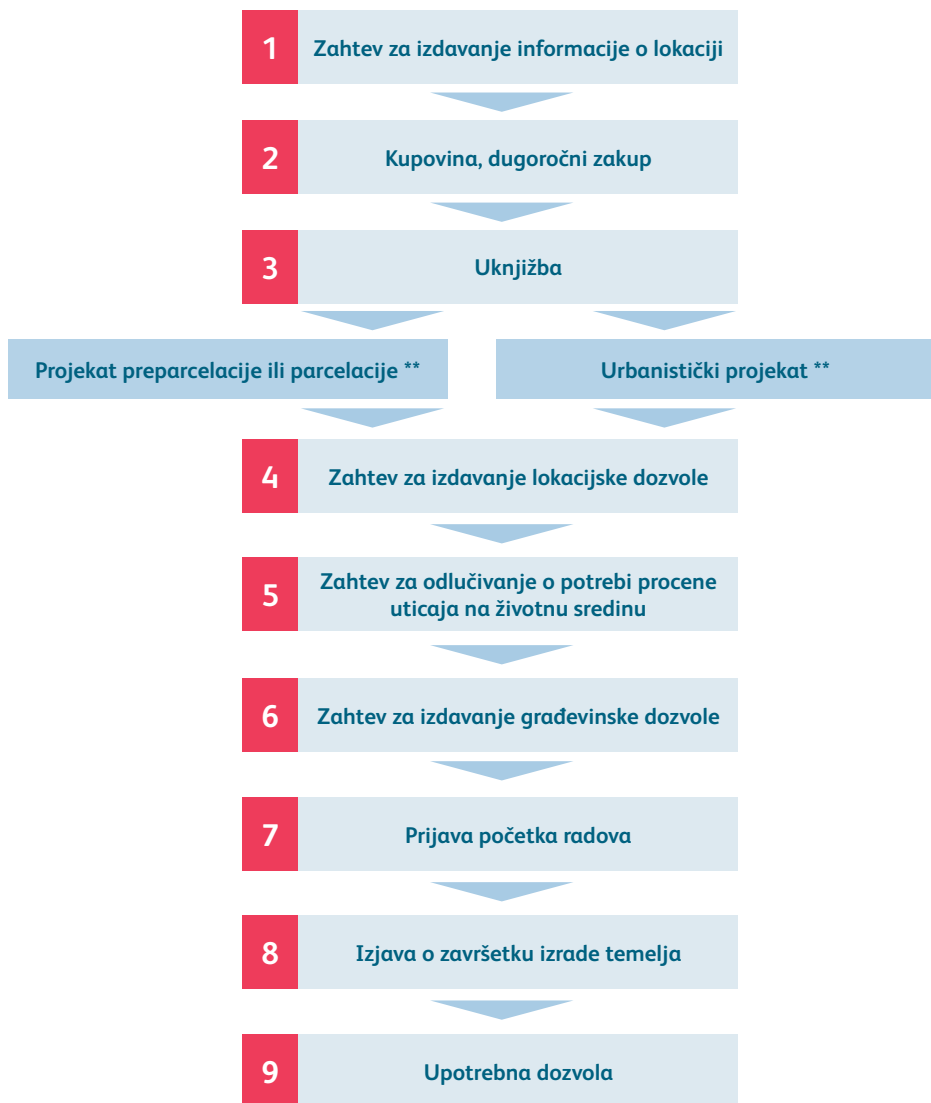 1 Zahtev za izdavanje informacije o lokaciji
2 Kupovina, dugoročni zakup
3 Uknjižba
Projekat preparcelacije ili parcelacije **
Urbanistički projekat **
4 Zahtev za izdavanje lokacijske dozvole
5 Zahtev za odlučivanje o potrebi procene
uticaja na životnu sredinu
6 Zahtev za izdavanje građevinske dozvole
7 Prijava početka radova
8 Izjava o završetku izrade temelja
9 Upotrebna dozvola